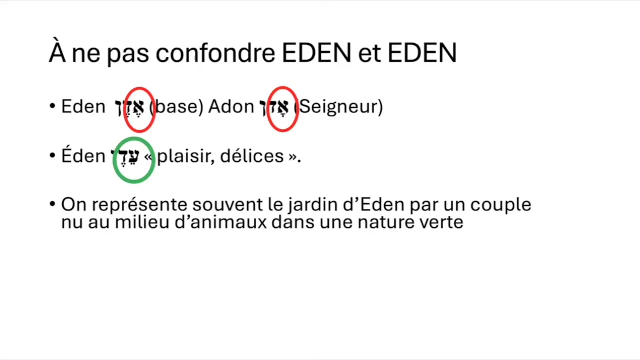 À ne pas confondre EDEN et EDEN
• Eden אֶדֶן (base) Adon אָדן (Seigneur)
• Éden עֵדֶן « plaisir, délices ».
• On représente souvent le jardin d’Eden par un couple
nu au milieu d’animaux dans une nature verte